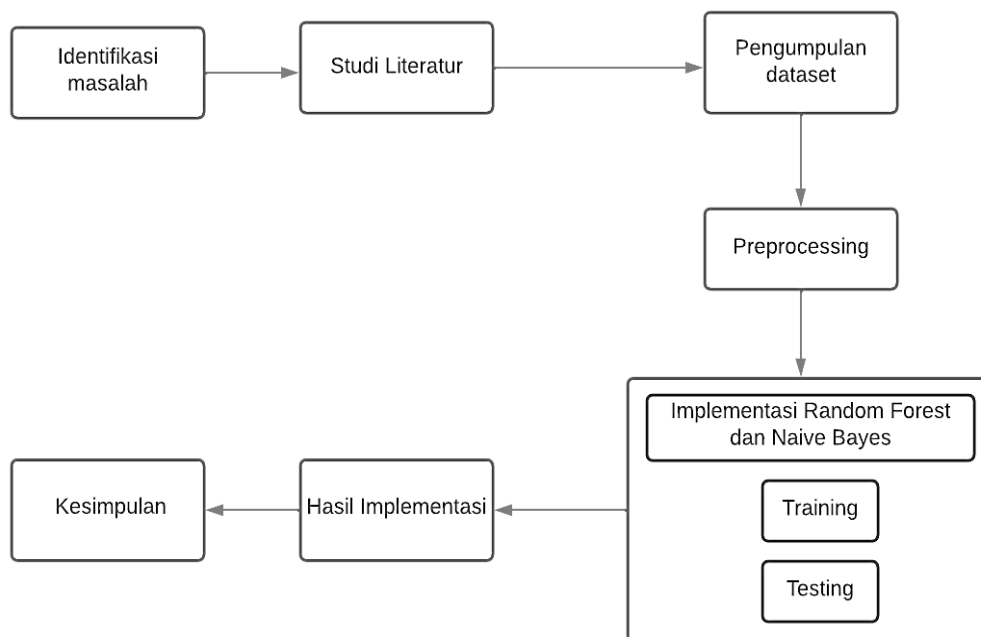 Identifikasi
masalah
Studi Literatur
Pengumpulan
dataset
Preprocessing
Implementasi Random Forest
dan Naive Bayes
Training
Testing
Hasil Implementasi
Kesimpulan